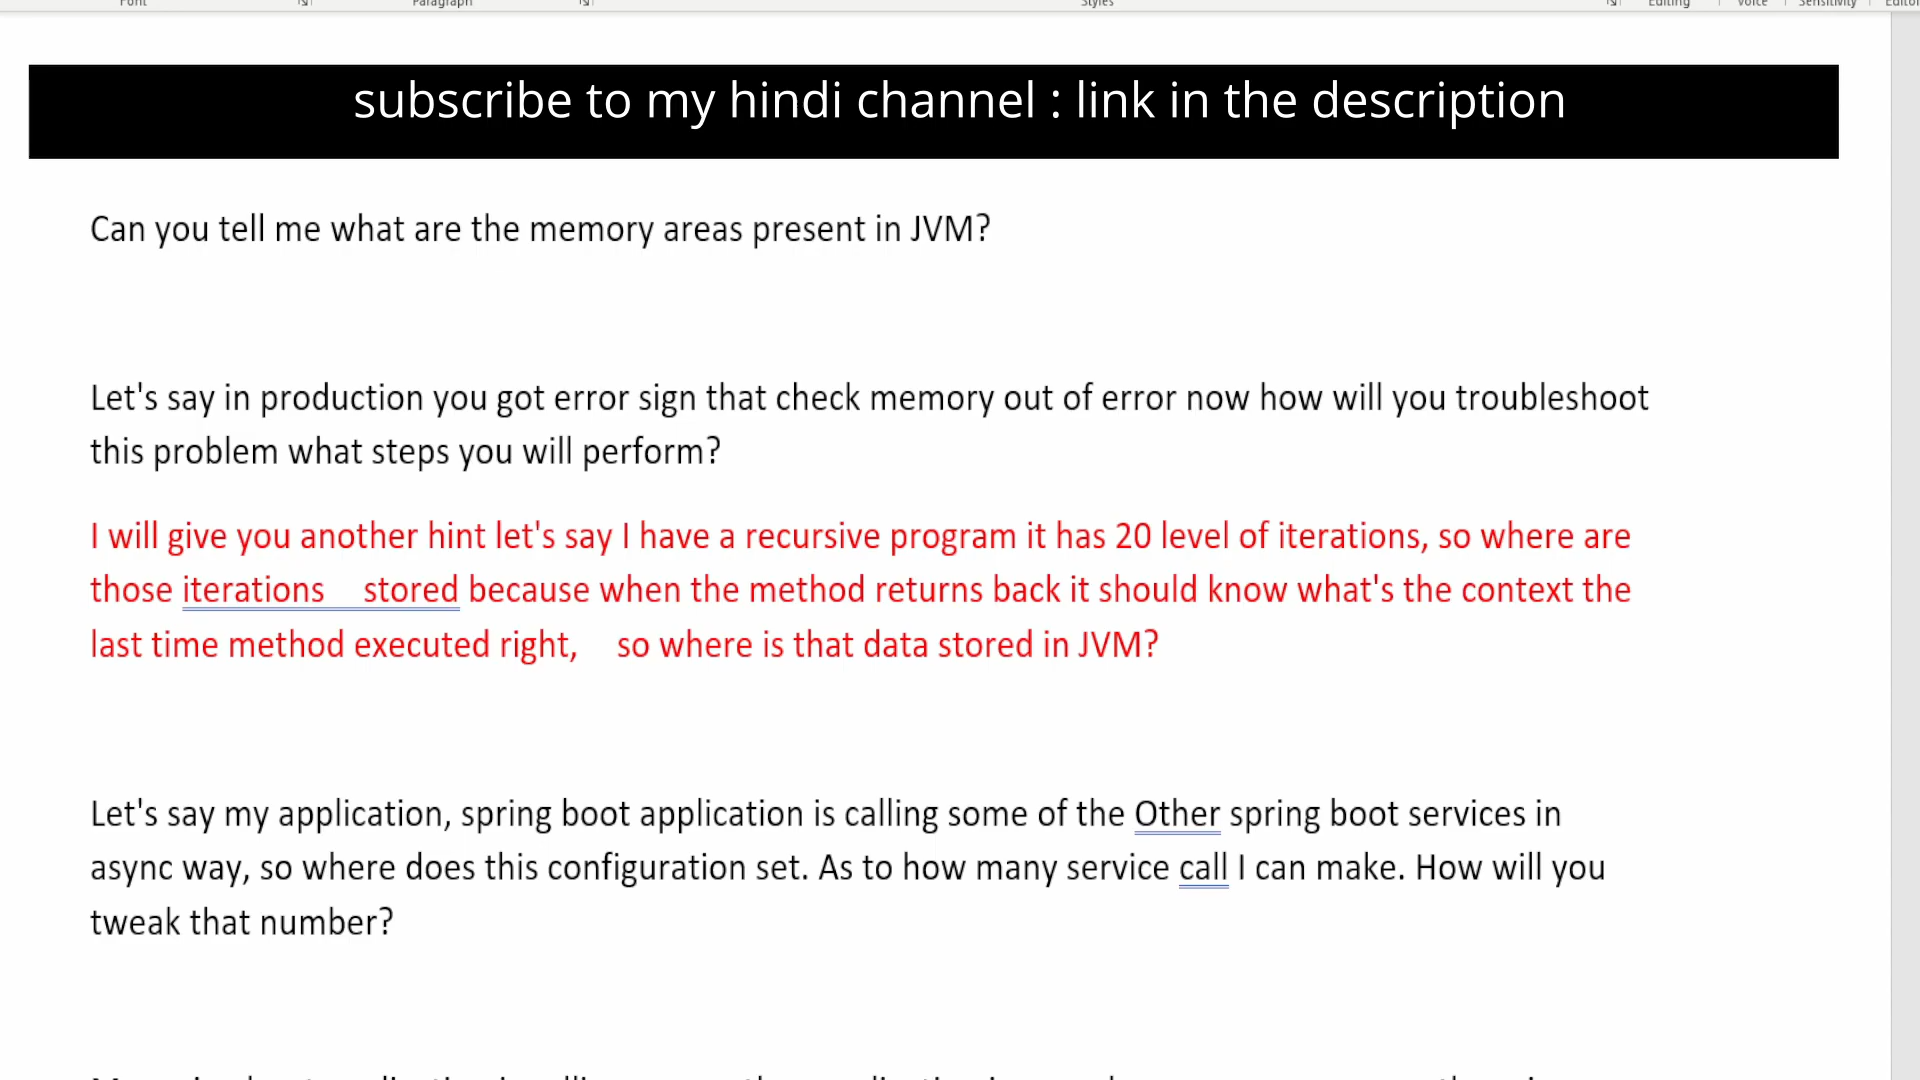 Font Paragraph Styles Editing Voice Sensitivity Editor
subscribe to my hindi channel : link in the description
Can you tell me what are the memory areas present in JVM?
Let's say in production you got error sign that check memory out of error now how will you troubleshoot
this problem what steps you will perform?
I will give you another hint let's say I have a recursive program it has 20 level of iterations, so where are
those iterations stored because when the method returns back it should know what's the context the
last time method executed right, so where is that data stored in JVM?
Let's say my application, spring boot application is calling some of the Other spring boot services in
async way, so where does this configuration set. As to how many service call I can make. How will you
tweak that number?